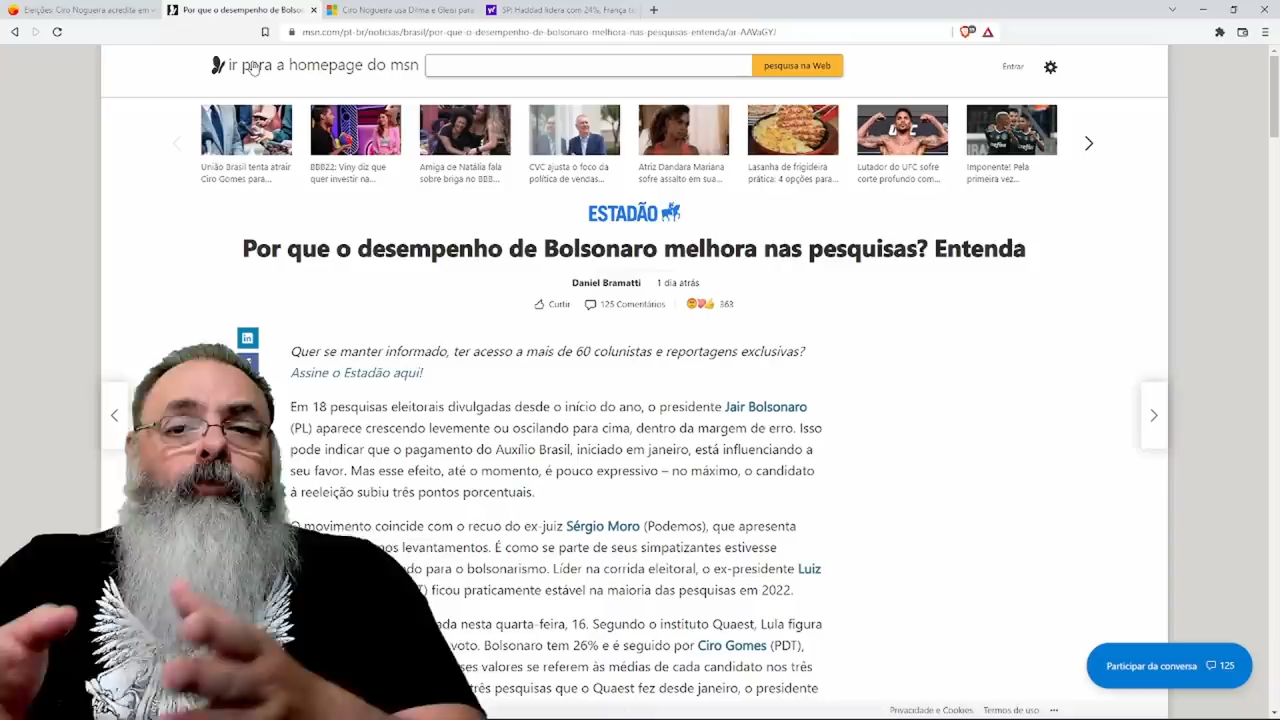 Eleições: Ciro Nogueira acredita em v
Por que o desempenho de Bolson
Ciro Nogueira usa Dilma e Gleisi para
SP: Haddad lidera com 24%, França te
msn.com/pt-br/noticias/brasil/por-que-o-desempenho-de-bolsonaro-melhora-nas-pesquisas-entenda/ar-AAVaGYJ
ir para a homepage do msn
pesquisa na Web
Entrar
União Brasil tenta atrair
Ciro Gomes para...
BBB22: Viny diz que
quer investir na...
Amiga de Natália fala
sobre briga no BBB...
CVC ajusta o foco da
política de vendas...
Atriz Dandara Mariana
sofre assalto em sua...
Lasanha de frigideira
prática: 4 opções para...
Lutador do UFC sofre
corte profundo com...
Imponente! Pela
primeira vez...
ESTADÃO
Por que o desempenho de Bolsonaro melhora nas pesquisas? Entenda
Daniel Bramatti 1 dia atrás
Curtir 125 Comentários 363
Quer se manter informado, ter acesso a mais de 60 colunistas e reportagens exclusivas?
Assine o Estadão aqui!
Em 18 pesquisas eleitorais divulgadas desde o início do ano, o presidente Jair Bolsonaro
(PL) aparece crescendo levemente ou oscilando para cima, dentro da margem de erro. Isso
pode indicar que o pagamento do Auxílio Brasil, iniciado em janeiro, está influenciando a
seu favor. Mas esse efeito, até o momento, é pouco expressivo – no máximo, o candidato
à reeleição subiu três pontos porcentuais.
O movimento coincide com o recuo do ex-juiz Sérgio Moro (Podemos), que apresenta
nos levantamentos. É como se parte de seus simpatizantes estivesse
do para o bolsonarismo. Líder na corrida eleitoral, o ex-presidente Luiz
T) ficou praticamente estável na maioria das pesquisas em 2022.
ada nesta quarta-feira, 16. Segundo o instituto Quaest, Lula figura
voto. Bolsonaro tem 26% e é seguido por Ciro Gomes (PDT),
ses valores se referem às médias de cada candidato nos três
três pesquisas que o Quaest fez desde janeiro, o presidente
Participar da conversa 125
Privacidade e Cookies Termos de uso ...